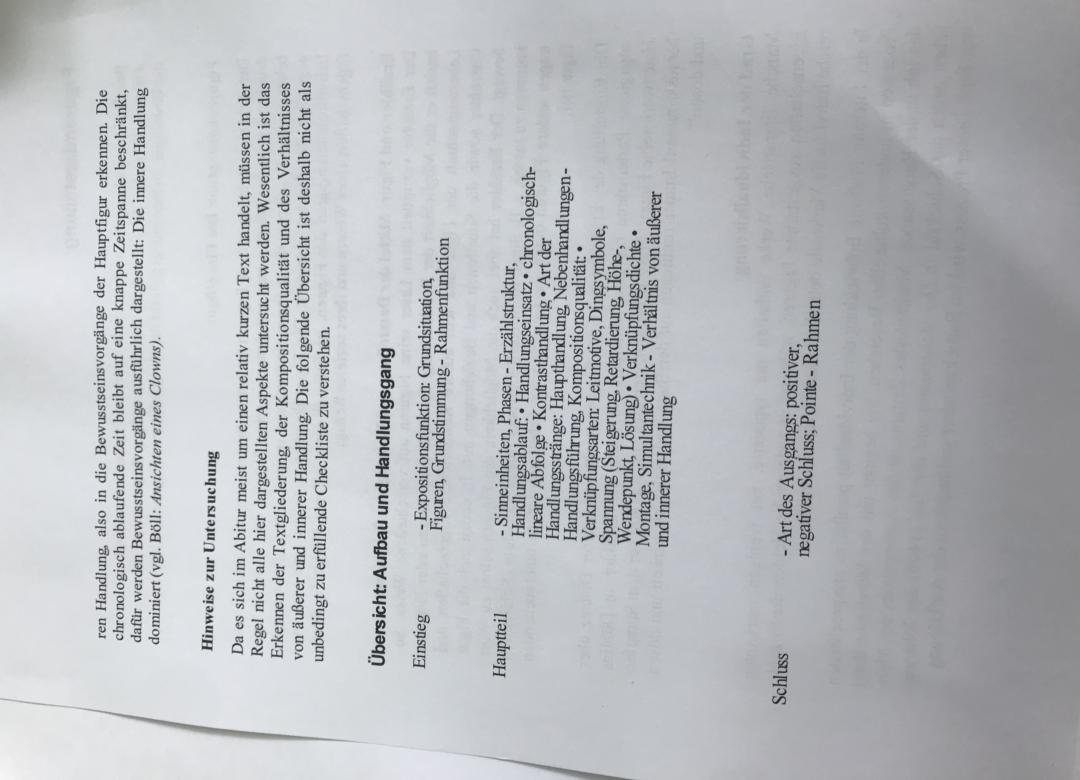 ren Handlung, also in die Bewusstseinsvorgänge der Hauptfigur erkennen. Die
chronologisch ablaufende Zeit bleibt auf eine knappe Zeitspanne beschränkt,
dafür werden Bewusstseinsvorgänge ausführlich dargestellt: Die innere Handlung
dominiert (vgl. Böll: Ansichten eines Clowns).
Hinweise zur Untersuchung
Da es sich im Abitur meist um einen relativ kurzen Text handelt, müssen in der
Regel nicht alle hier dargestellten Aspekte untersucht werden. Wesentlich ist das
Erkennen der Textgliederung, der Kompositionsqualität und des Verhältnisses
von äußerer und innerer Handlung. Die folgende Übersicht ist deshalb nicht als
unbedingt zu erfüllende Checkliste zu verstehen.
Übersicht: Aufbau und Handlungsgang
Einstieg - Expositionsfunktion: Grundsituation,
Figuren, Grundstimmung - Rahmenfunktion
Hauptteil - Sinneinheiten, Phasen - Erzählstruktur,
Handlungsablauf: • Handlungseinsatz • chronologisch-
lineare Abfolge • Kontrasthandlung • Art der
Handlungsstränge: Haupthandlung, Nebenhandlungen -
Handlungsführung, Kompositionsqualität: •
Verknüpfungsarten: Leitmotive, Dingsymbole,
Spannung (Steigerung, Retardierung, Höhe-,
Wendepunkt, Lösung) • Verknüpfungsdichte •
Montage, Simultantechnik - Verhältnis von äußerer
und innerer Handlung
Schluss - Art des Ausgangs: positiver,
negativer Schluss; Pointe - Rahmen